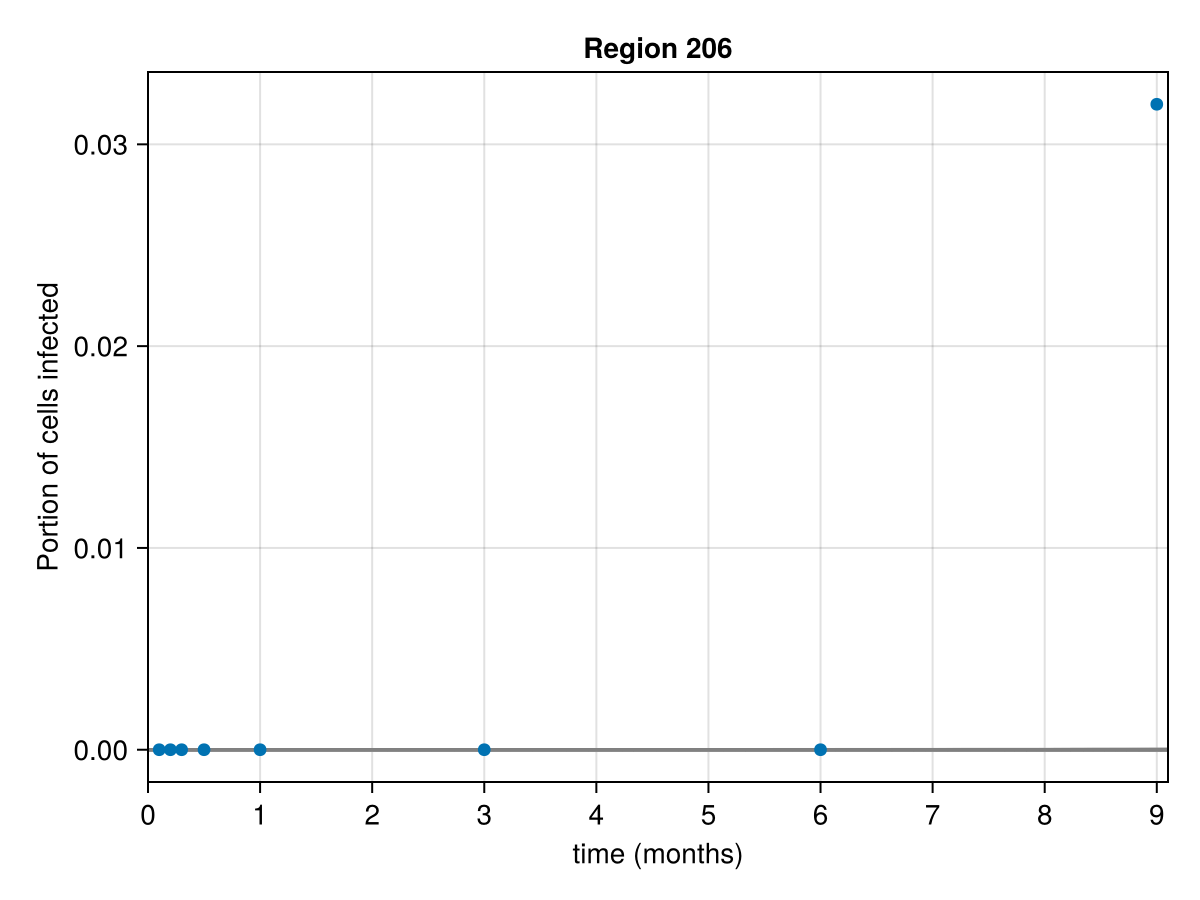 Region 206
Portion of cells infected
0.03
0.02
0.01
0.00
0 1 2 3 4 5 6 7 8 9
time (months)